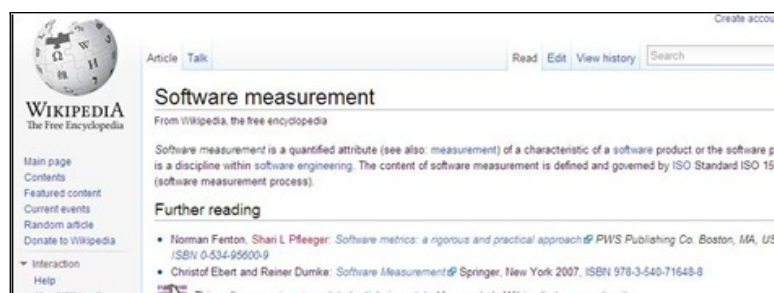 Create accou
Article Talk Read Edit View history Search
WIKIPEDIA
The Free Encyclopedia
Main page
Contents
Featured content
Current events
Random article
Donate to Wikipedia
Interaction
Help
Software measurement
From Wikipedia, the free encyclopedia
Software measurement is a quantified attribute (see also: measurement) of a characteristic of a software product or the software p
is a discipline within software engineering. The content of software measurement is defined and governed by ISO Standard ISO 15
(software measurement process).
Further reading
Norman Fenton, Shari L Pfleeger: Software metrics: a rigorous and practical approach PWS Publishing Co. Boston, MA, US
ISBN 0-534-95600-9
Christof Ebert and Reiner Dumke: Software Measurement Springer, New York 2007, ISBN 978-3-540-71648-8